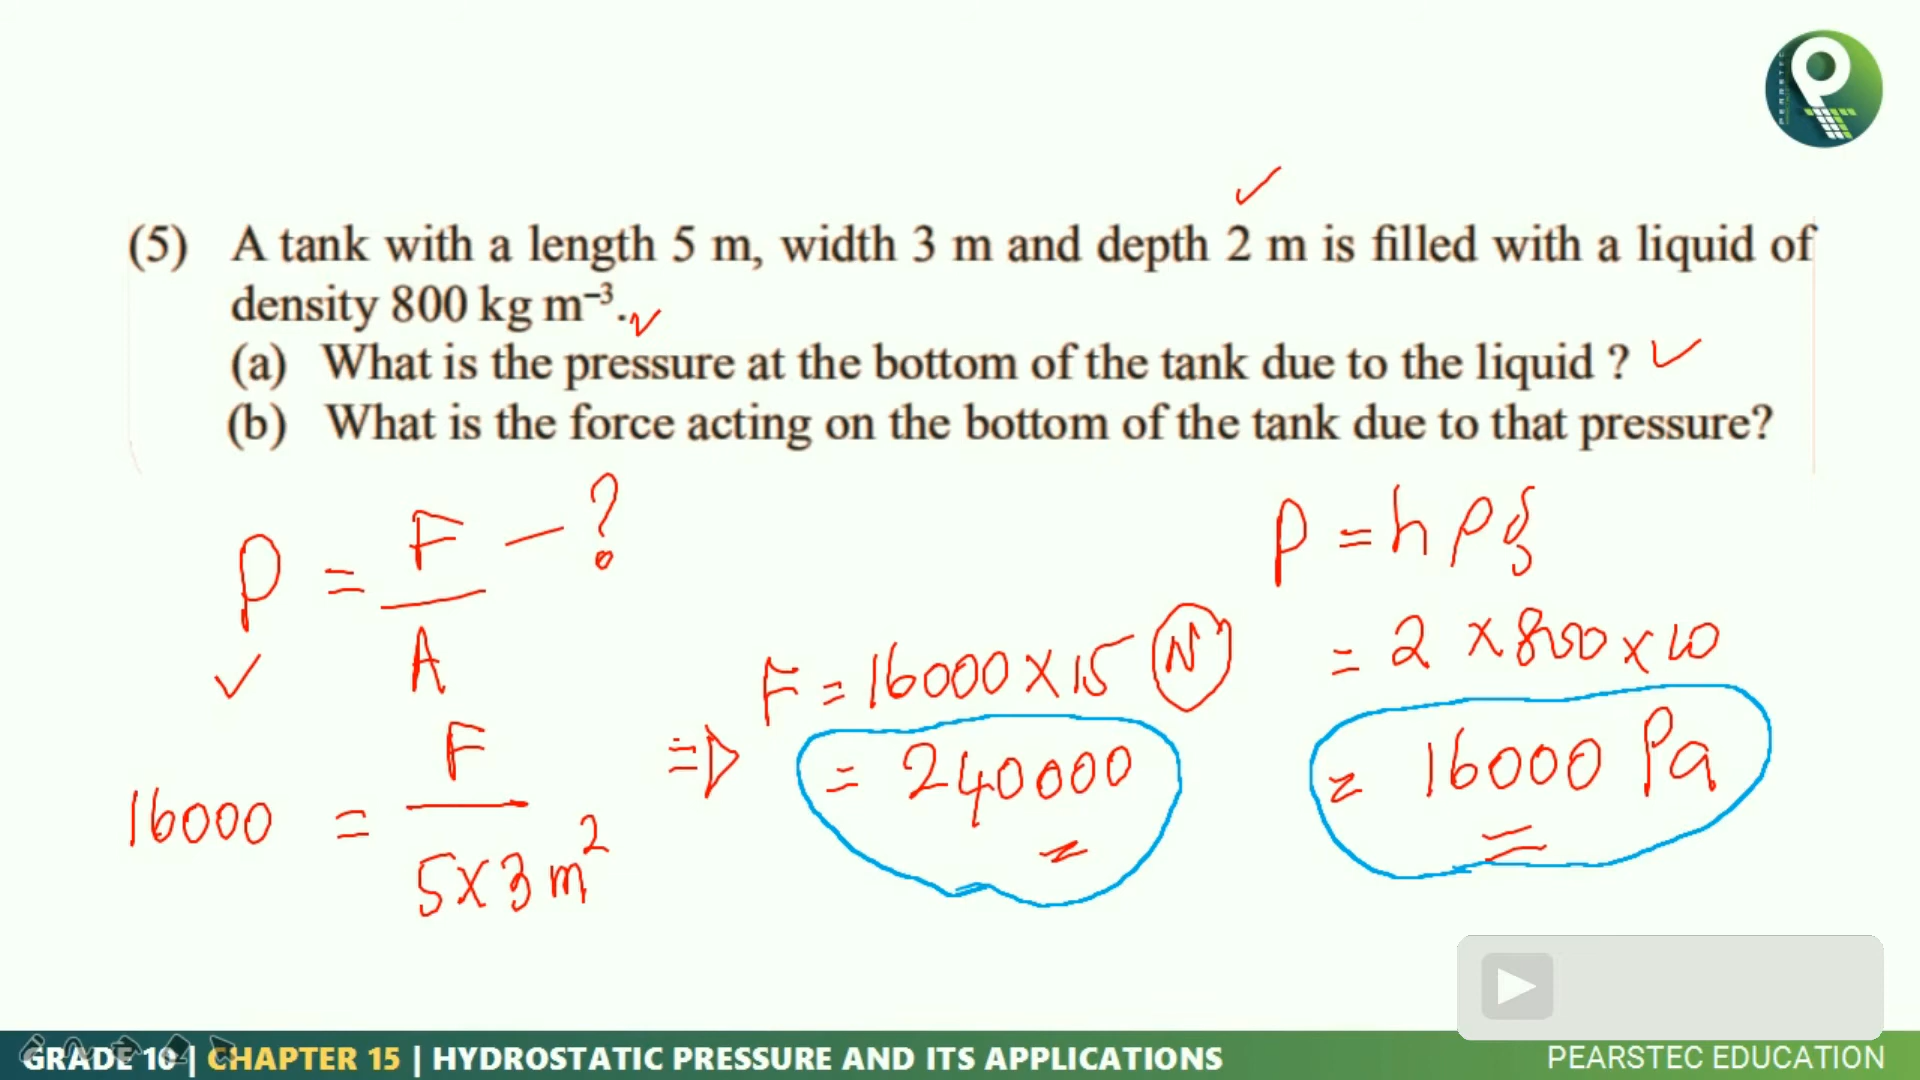 (5) A tank with a length 5 m, width 3 m and depth 2 m is filled with a liquid of
density 800 kg m⁻³.
(a) What is the pressure at the bottom of the tank due to the liquid ?
(b) What is the force acting on the bottom of the tank due to that pressure?
P = F/A – ?
16000 = F/(5 × 3 m²)
⇒ F = 16000 × 15 N
= 240000
P = hρg
= 2 × 800 × 10
= 16000 Pa
GRADE 10 | CHAPTER 15 | HYDROSTATIC PRESSURE AND ITS APPLICATIONS
PEARSTEC EDUCATION